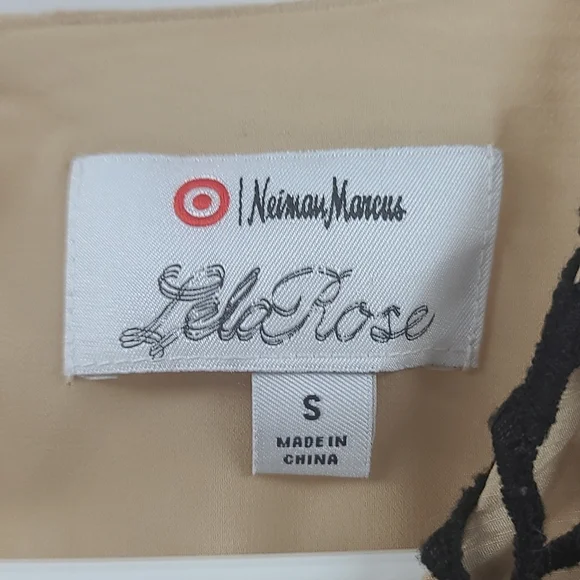 | Neiman Marcus
Lela Rose
S
MADE IN
CHINA